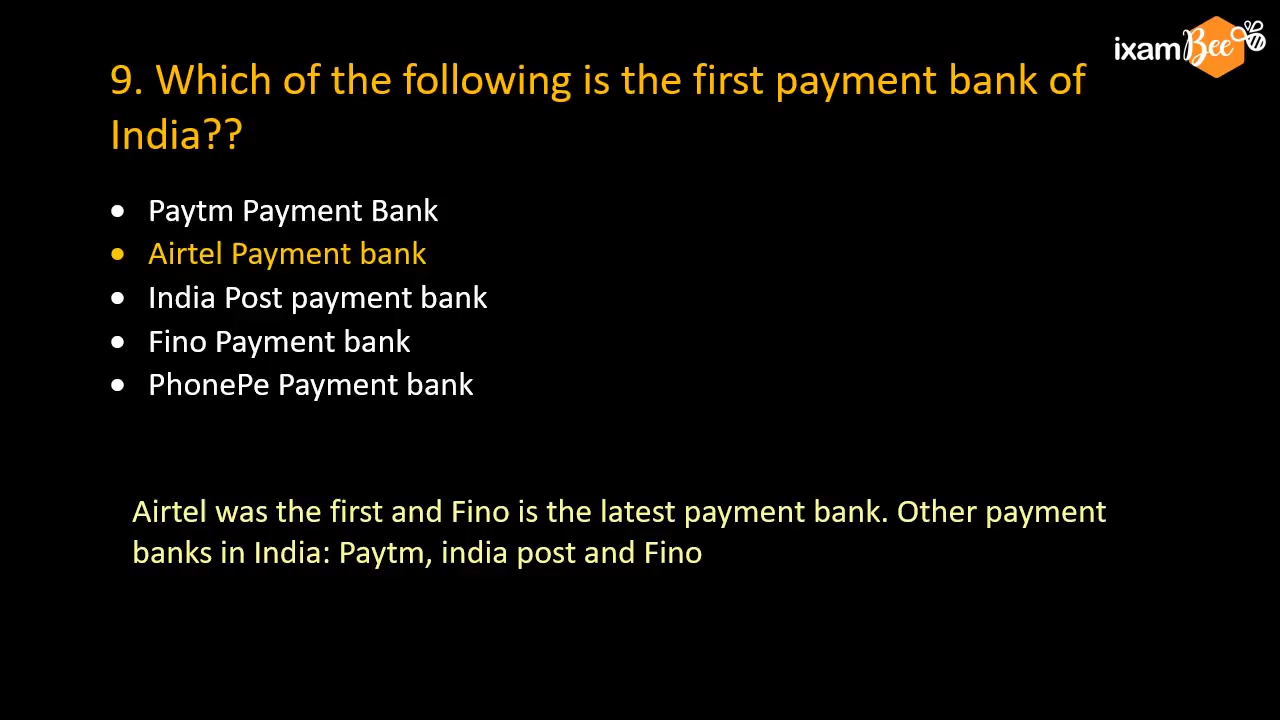 ixamBee
9. Which of the following is the first payment bank of
India??
• Paytm Payment Bank
• Airtel Payment bank
• India Post payment bank
• Fino Payment bank
• PhonePe Payment bank
Airtel was the first and Fino is the latest payment bank. Other payment
banks in India: Paytm, india post and Fino